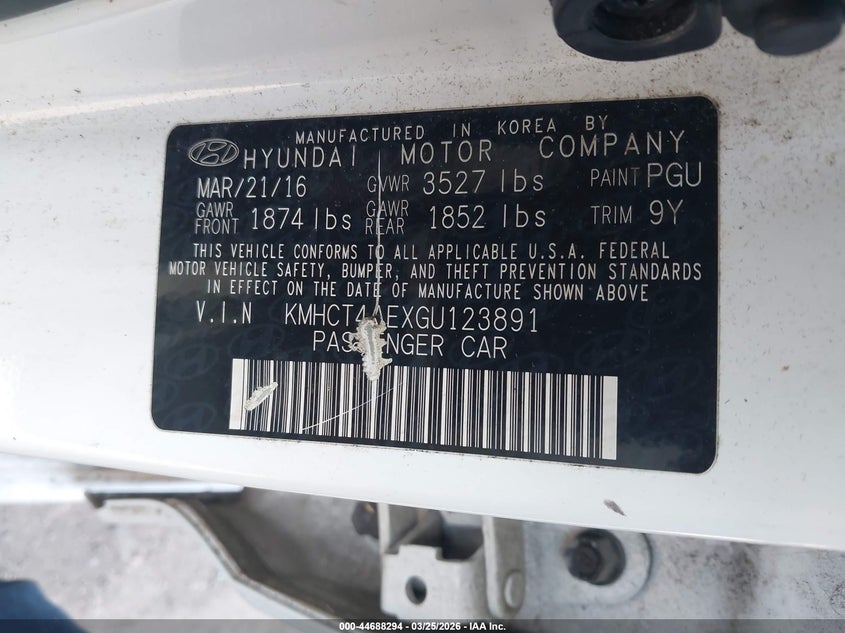 MANUFACTURED IN KOREA BY
HYUNDAI MOTOR COMPANY
MAR/21/16 GVWR 3527 lbs PAINT PGU
GAWR FRONT 1874 lbs GAWR REAR 1852 lbs TRIM 9Y
THIS VEHICLE CONFORMS TO ALL APPLICABLE U.S.A. FEDERAL
MOTOR VEHICLE SAFETY, BUMPER, AND THEFT PREVENTION STANDARDS
IN EFFECT ON THE DATE OF MANUFACTURE SHOWN ABOVE
V.I.N KMHCT4AEXGU123891
PASSENGER CAR
000-44688294 - 03/25/2026 - IAA Inc.